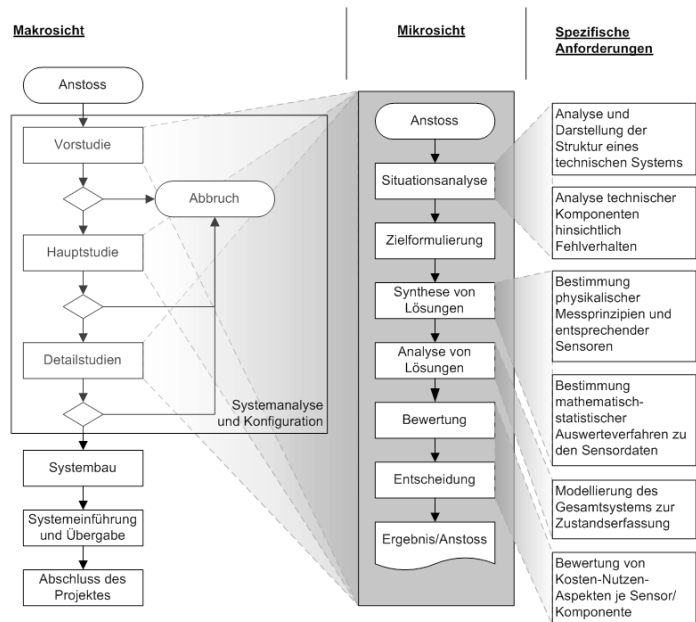 Makrosicht
Anstoss
Vorstudie
Abbruch
Hauptstudie
Detailstudien
Systemanalyse
und Konfiguration
Systembau
Systemeinführung
und Übergabe
Abschluss des
Projektes
Mikrosicht
Anstoss
Situationsanalyse
Zielformulierung
Synthese von
Lösungen
Analyse von
Lösungen
Bewertung
Entscheidung
Ergebnis/Anstoss
Spezifische
Anforderungen
Analyse und
Darstellung der
Struktur eines
technischen Systems
Analyse technischer
Komponenten
hinsichtlich
Fehlverhalten
Bestimmung
physikalischer
Messprinzipien und
entsprechender
Sensoren
Bestimmung
mathematisch-
statistischer
Auswerteverfahren zu
den Sensordaten
Modellierung des
Gesamtsystems zur
Zustandserfassung
Bewertung von
Kosten-Nutzen-
Aspekten je Sensor/
Komponente